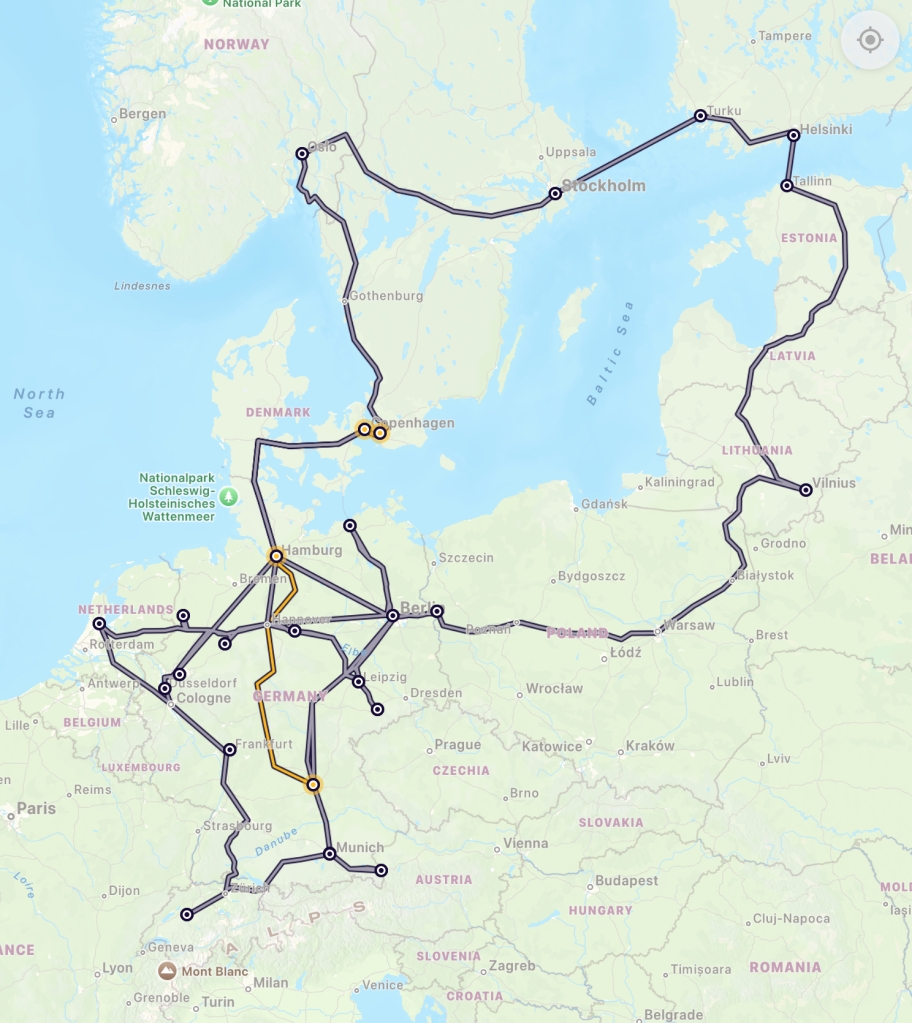 National Park
NORWAY
Tampere
Bergen
Turku
Helsinki
Oslo
Uppsala
Tallinn
Stockholm
ESTONIA
Lindesnes
Gothenburg
Baltic Sea
LATVIA
North
Sea
DENMARK
Copenhagen
LITHUANIA
Nationalpark
Schleswig-
Holsteinisches
Wattenmeer
Kaliningrad
Vilnius
Gdańsk
Hamburg
Szczecin
Grodno
Min
BELAR
Bremen
Bydgoszcz
Białystok
NETHERLANDS
Berlin
Hannover
Poznań
POLAND
Warsaw
Brest
Rotterdam
Elbe
Łódź
Antwerp
Düsseldorf
Leipzig
Cologne
GERMANY
Dresden
Wrocław
Lublin
Lille
BELGIUM
Frankfurt
Prague
Katowice
Kraków
LUXEMBOURG
CZECHIA
Lviv
en
Reims
Brno
Paris
Strasbourg
SLOVAKIA
Danube
Munich
Vienna
Loire
Dijon
Zürich
AUSTRIA
Budapest
MOL
HUNGARY
Iași
ALPS
Cluj-Napoca
ANCE
Geneva
SLOVENIA
Lyon
Mont Blanc
Zagreb
Timișoara
ROMANIA
Milan
Venice
Grenoble
Turin
CROATIA
Belgrade